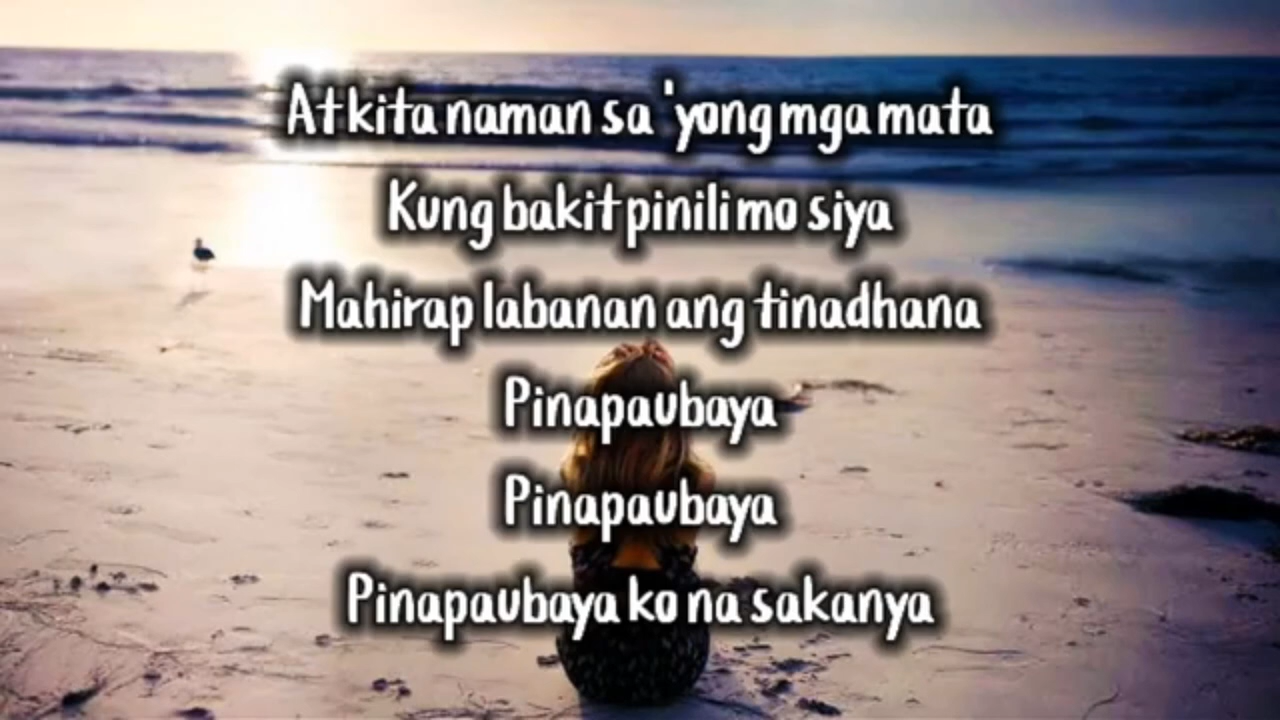 At kita naman sa 'yong mga mata
Kung bakit pinili mo siya
Mahirap labanan ang tinadhana
Pinapaubaya
Pinapaubaya
Pinapaubaya ko na sakanya